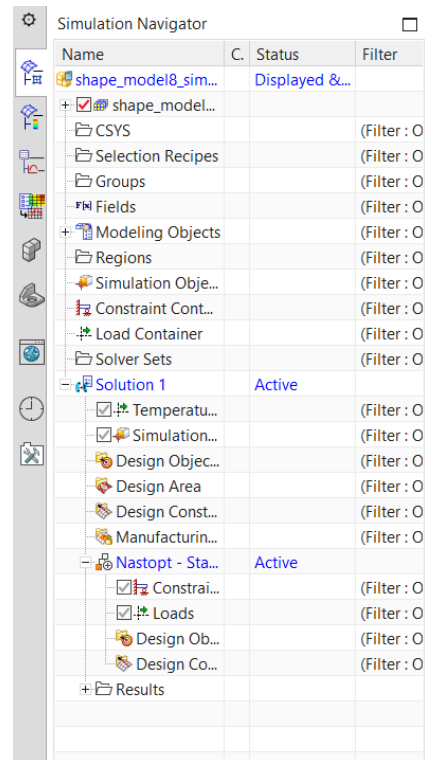 Simulation Navigator
Name C. Status Filter
shape_model8_sim... Displayed &...
shape_model...
CSYS (Filter : O
Selection Recipes (Filter : O
Groups (Filter : O
F(x) Fields (Filter : O
Modeling Objects (Filter : O
Regions (Filter : O
Simulation Obje... (Filter : O
Constraint Cont... (Filter : O
Load Container (Filter : O
Solver Sets (Filter : O
Solution 1 Active
Temperatu... (Filter : O
Simulation... (Filter : O
Design Objec... (Filter : O
Design Area (Filter : O
Design Const... (Filter : O
Manufacturin... (Filter : O
Nastopt - Sta... Active
Constrai... (Filter : O
Loads (Filter : O
Design Ob... (Filter : O
Design Co... (Filter : O
Results